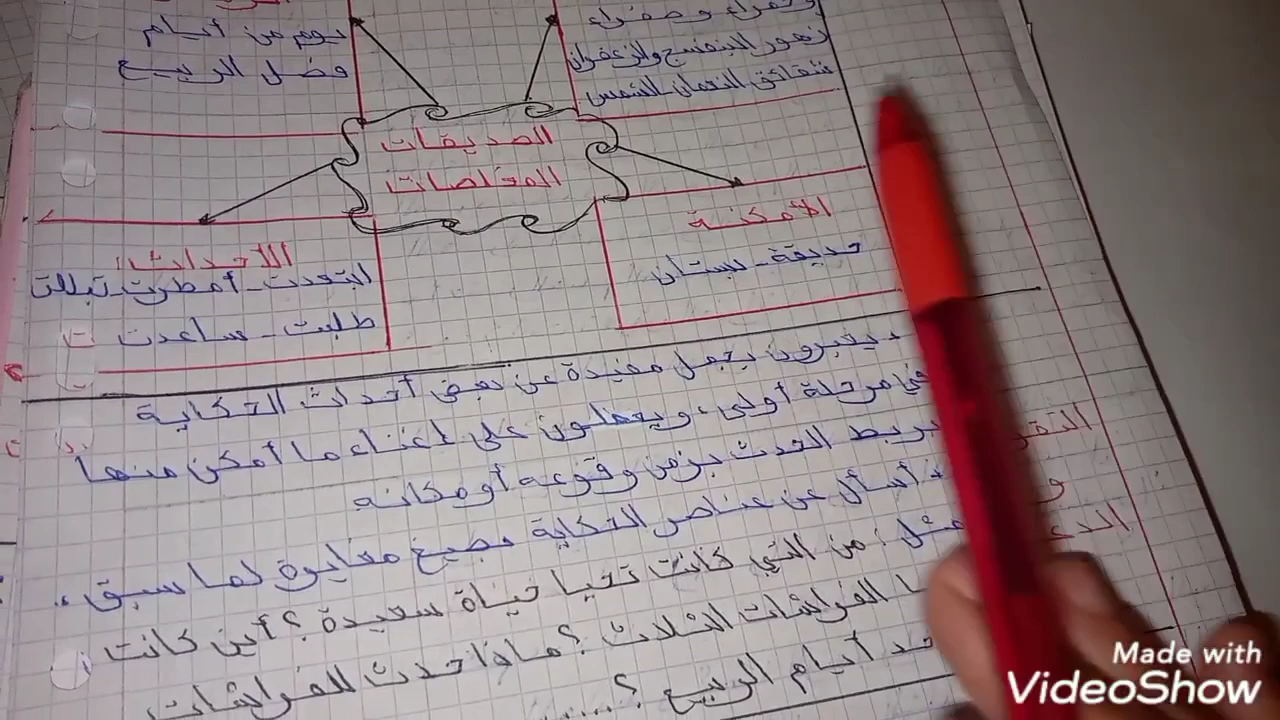 وحمراء وصفراء
زهور البنفسج والزعفران
شقائق النعمان الشمس
يوم من أيام
فصل الربيع
الصديقات
المخلصات
الأمكنة
حديقة - بستان
الأحداث:
ابتعدت - أمطرت - تبللت
طلبت - ساعدت
يعبرون بجمل مفيدة عن بعض أحداث الحكاية
في مرحلة أولى، ويعملون على إغناء ما أمكن منها
بربط الحدث بزمن وقوعه أو مكانه
أسأل عن عناصر الحكاية بصيغ مغايرة لما سبق،
و
مثل: من التي كانت تحيا حياة سعيدة؟ أين كانت
الفراشات الثلاث؟ ماذا حدث للفراشات
أيام الربيع؟ .....
Made with
VideoShow